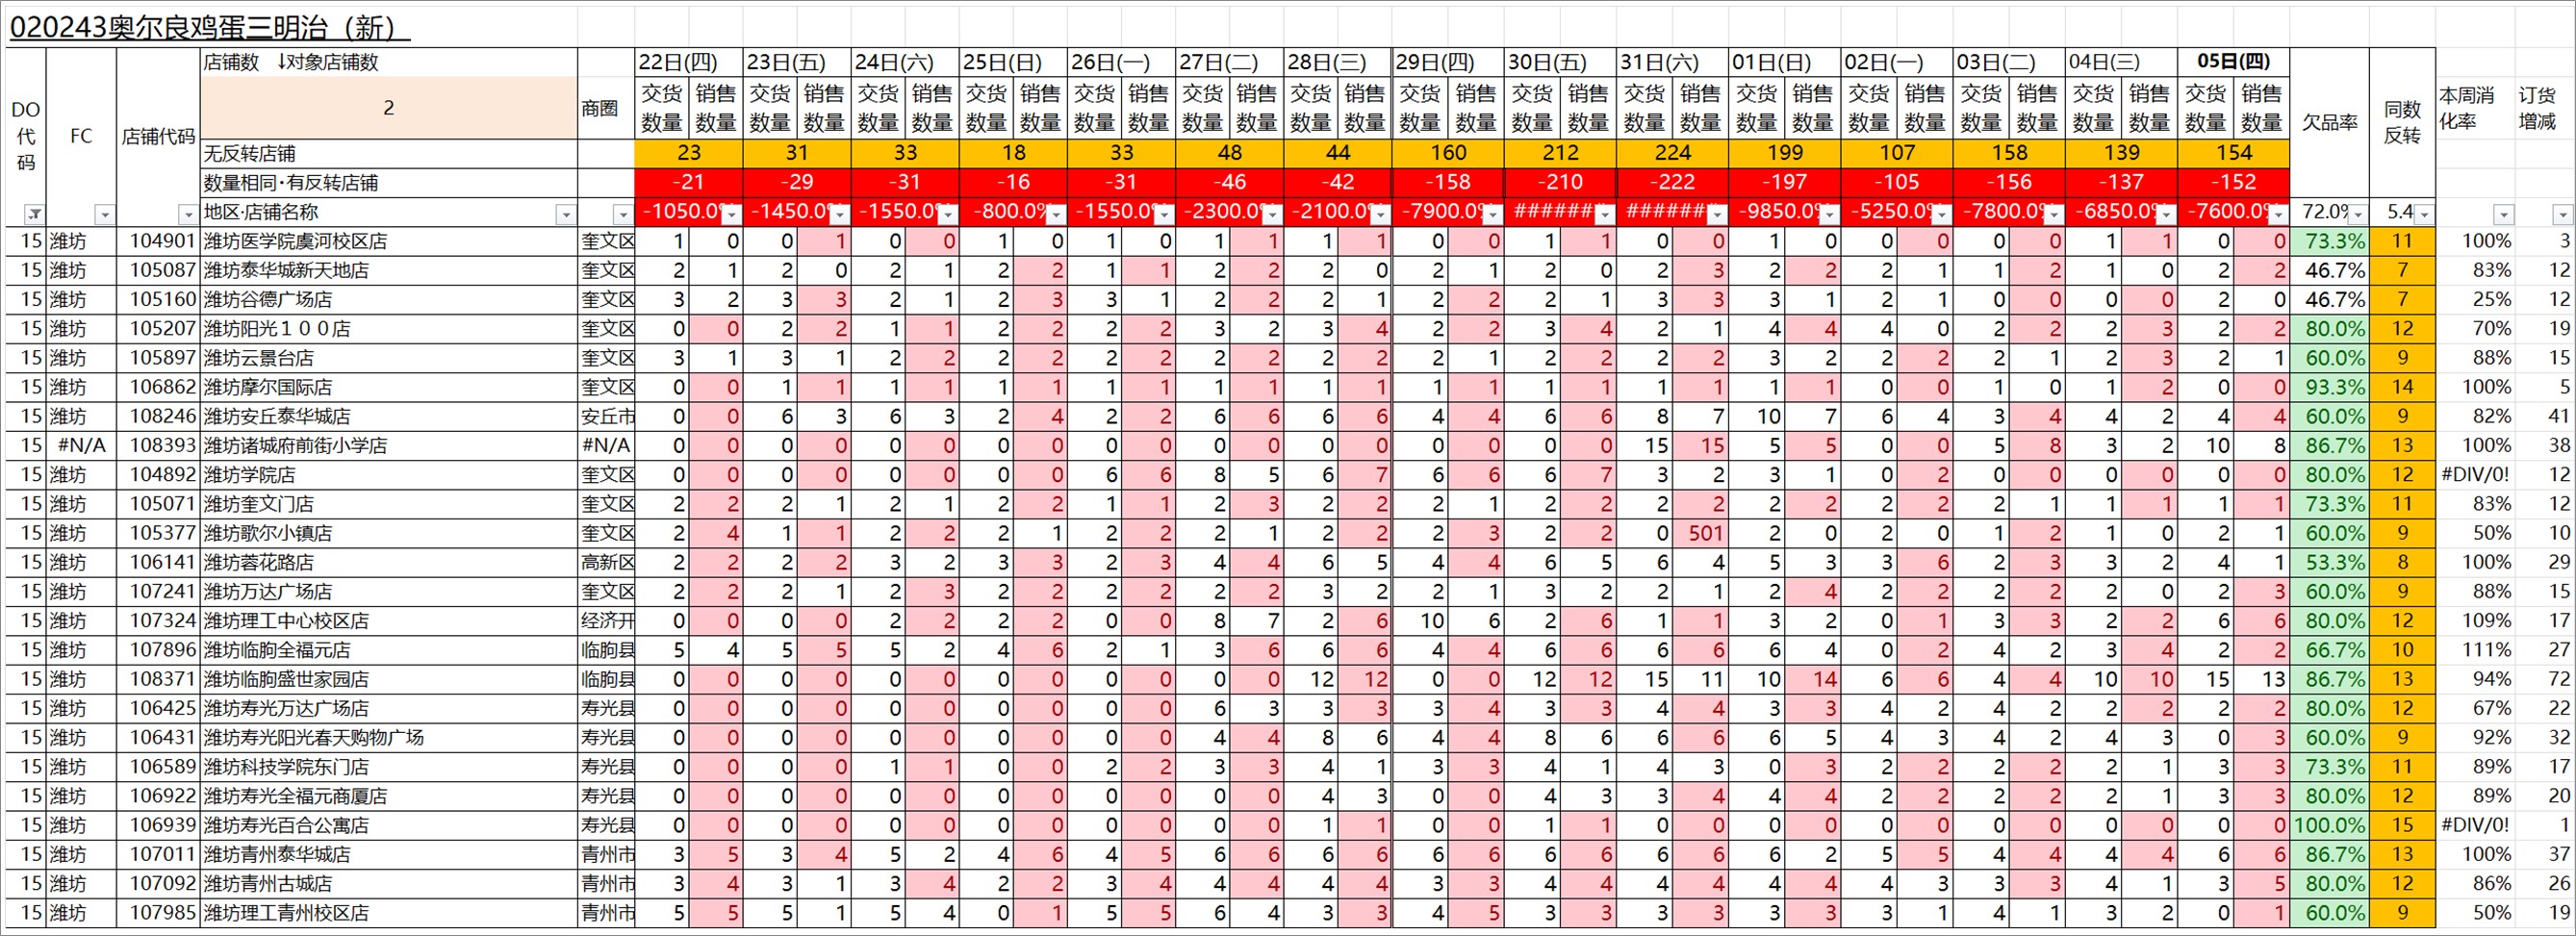 020243奥尔良鸡蛋三明治（新）
DO代码 FC 店铺代码 店铺数 ↓对象店铺数 商圈 22日(四) 23日(五) 24日(六) 25日(日) 26日(一) 27日(二) 28日(三) 29日(四) 30日(五) 31日(六) 01日(日) 02日(一) 03日(二) 04日(三) 05日(四) 欠品率 同数反转 本周消化率 订货增减
2 交货数量 销售数量 交货数量 销售数量 交货数量 销售数量 交货数量 销售数量 交货数量 销售数量 交货数量 销售数量 交货数量 销售数量 交货数量 销售数量 交货数量 销售数量 交货数量 销售数量 交货数量 销售数量 交货数量 销售数量 交货数量 销售数量 交货数量 销售数量 交货数量 销售数量
无反转店铺 23 31 33 18 33 48 44 160 212 224 199 107 158 139 154
数量相同·有反转店铺 -21 -29 -31 -16 -31 -46 -42 -158 -210 -222 -197 -105 -156 -137 -152
地区·店铺名称 -1050.0% -1450.0% -1550.0% -800.0% -1550.0% -2300.0% -2100.0% -7900.0% ###### ###### -9850.0% -5250.0% -7800.0% -6850.0% -7600.0% 72.0% 5.4
15 潍坊 104901 潍坊医学院虞河校区店 奎文区 1 0 0 1 0 0 1 0 1 0 1 1 1 1 0 0 1 1 0 0 1 0 0 0 0 0 1 1 0 0 73.3% 11 100% 3
15 潍坊 105087 潍坊泰华城新天地店 奎文区 2 1 2 0 2 1 2 2 1 1 2 2 2 0 2 1 2 0 2 3 2 2 2 1 1 2 1 0 2 2 46.7% 7 83% 12
15 潍坊 105160 潍坊谷德广场店 奎文区 3 2 3 3 2 1 2 3 3 1 2 2 2 1 2 2 2 1 3 3 3 1 2 1 0 0 0 0 2 0 46.7% 7 25% 12
15 潍坊 105207 潍坊阳光１００店 奎文区 0 0 2 2 1 1 2 2 2 2 3 2 3 4 2 2 3 4 2 1 4 4 4 0 2 2 2 3 2 2 80.0% 12 70% 19
15 潍坊 105897 潍坊云景台店 奎文区 3 1 3 1 2 2 2 2 2 2 2 2 2 2 2 1 2 2 2 2 3 2 2 2 2 1 2 3 2 1 60.0% 9 88% 15
15 潍坊 106862 潍坊摩尔国际店 奎文区 0 0 1 1 1 1 1 1 1 1 1 1 1 1 1 1 1 1 1 1 1 1 0 0 1 0 1 2 0 0 93.3% 14 100% 5
15 潍坊 108246 潍坊安丘泰华城店 安丘市 0 0 6 3 6 3 2 4 2 2 6 6 6 6 4 4 6 6 8 7 10 7 6 4 3 4 4 2 4 4 60.0% 9 82% 41
15 #N/A 108393 潍坊诸城府前街小学店 #N/A 0 0 0 0 0 0 0 0 0 0 0 0 0 0 0 0 0 0 15 15 5 5 0 0 5 8 3 2 10 8 86.7% 13 100% 38
15 潍坊 104892 潍坊学院店 奎文区 0 0 0 0 0 0 0 0 6 6 8 5 6 7 6 6 6 7 3 2 3 1 0 2 0 0 0 0 0 0 80.0% 12 #DIV/0! 12
15 潍坊 105071 潍坊奎文门店 奎文区 2 2 2 1 2 1 2 2 1 1 2 3 2 2 2 1 2 2 2 2 2 2 2 2 2 1 1 1 1 1 73.3% 11 83% 12
15 潍坊 105377 潍坊歌尔小镇店 奎文区 2 4 1 1 2 2 2 1 2 2 2 1 2 2 2 3 2 2 0 501 2 0 2 0 1 2 1 0 2 1 60.0% 9 50% 10
15 潍坊 106141 潍坊蓉花路店 高新区 2 2 2 2 3 2 3 3 2 3 4 4 6 5 4 4 6 5 6 4 5 3 3 6 2 3 3 2 4 1 53.3% 8 100% 29
15 潍坊 107241 潍坊万达广场店 奎文区 2 2 2 1 2 3 2 2 2 2 2 2 3 2 2 1 3 2 2 1 2 4 2 2 2 2 2 0 2 3 60.0% 9 88% 15
15 潍坊 107324 潍坊理工中心校区店 经济开 0 0 0 0 2 2 2 2 0 0 8 7 2 6 10 6 2 6 1 1 3 2 0 1 3 3 2 2 6 6 80.0% 12 109% 17
15 潍坊 107896 潍坊临朐全福元店 临朐县 5 4 5 5 5 2 4 6 2 1 3 6 6 6 4 4 6 6 6 6 6 4 0 2 4 2 3 4 2 2 66.7% 10 111% 27
15 潍坊 108371 潍坊临朐盛世家园店 临朐县 0 0 0 0 0 0 0 0 0 0 0 0 12 12 0 0 12 12 15 11 10 14 6 6 4 4 10 10 15 13 86.7% 13 94% 72
15 潍坊 106425 潍坊寿光万达广场店 寿光县 0 0 0 0 0 0 0 0 0 0 6 3 3 3 3 4 3 3 4 4 3 3 4 2 4 2 2 2 2 2 80.0% 12 67% 22
15 潍坊 106431 潍坊寿光阳光春天购物广场 寿光县 0 0 0 0 0 0 0 0 0 0 4 4 8 6 4 4 8 6 6 6 6 5 4 3 4 2 4 3 0 3 60.0% 9 92% 32
15 潍坊 106589 潍坊科技学院东门店 寿光县 0 0 0 0 1 1 0 0 2 2 3 3 4 1 3 3 4 1 4 3 0 3 2 2 2 2 2 1 3 3 73.3% 11 89% 17
15 潍坊 106922 潍坊寿光全福元商厦店 寿光县 0 0 0 0 0 0 0 0 0 0 0 0 4 3 0 0 4 3 3 4 4 4 2 2 2 2 2 1 3 3 80.0% 12 89% 20
15 潍坊 106939 潍坊寿光百合公寓店 寿光县 0 0 0 0 0 0 0 0 0 0 0 0 1 1 0 0 1 1 0 0 0 0 0 0 0 0 0 0 0 0 100.0% 15 #DIV/0! 1
15 潍坊 107011 潍坊青州泰华城店 青州市 3 5 3 4 5 2 4 6 4 5 6 6 6 6 6 6 6 6 6 6 6 2 5 5 4 4 4 4 6 6 86.7% 13 100% 37
15 潍坊 107092 潍坊青州古城店 青州市 3 4 3 1 3 4 2 2 3 4 4 4 4 4 3 3 4 4 4 4 4 4 4 3 3 3 4 1 3 5 80.0% 12 86% 26
15 潍坊 107985 潍坊理工青州校区店 青州市 5 5 5 1 5 4 0 1 5 5 6 4 3 3 4 5 3 3 3 3 3 3 3 1 4 1 3 2 0 1 60.0% 9 50% 19